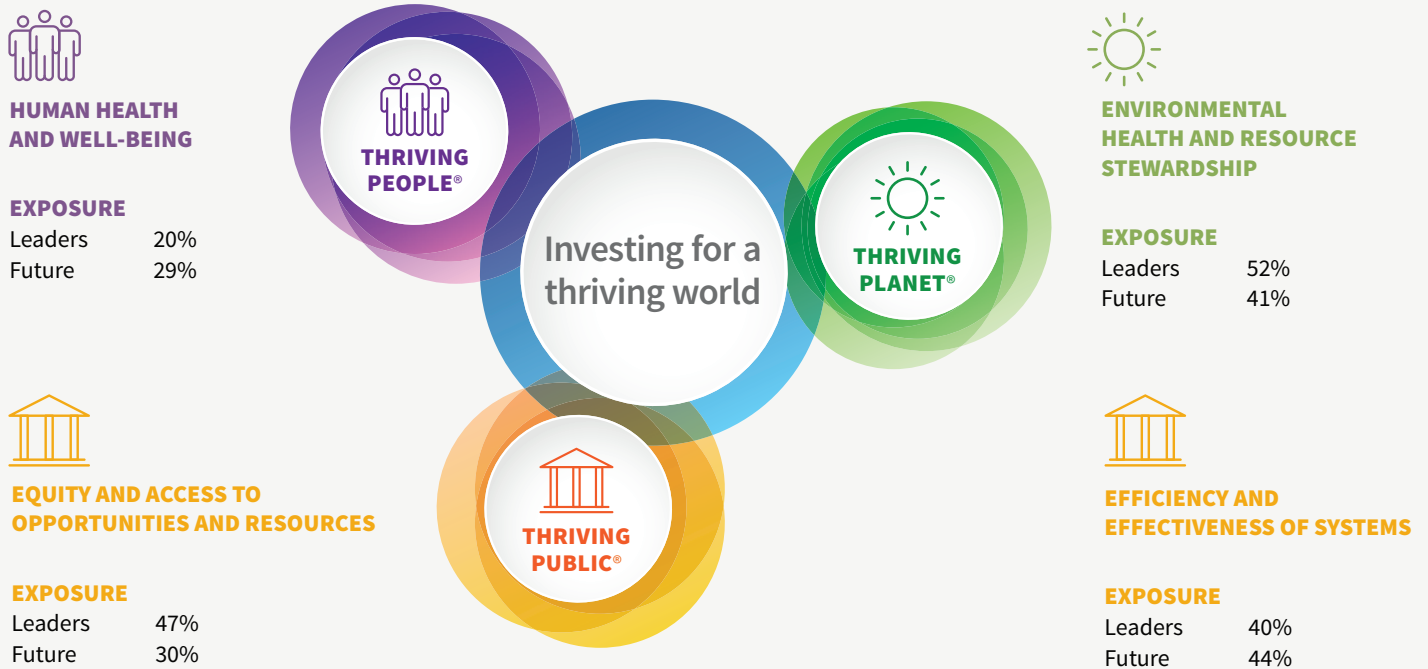 HUMAN HEALTH
AND WELL-BEING
EXPOSURE
Leaders 20%
Future 29%
THRIVING
PEOPLE®
Investing for a
thriving world
THRIVING
PLANET®
ENVIRONMENTAL
HEALTH AND RESOURCE
STEWARDSHIP
EXPOSURE
Leaders 52%
Future 41%
EQUITY AND ACCESS TO
OPPORTUNITIES AND RESOURCES
EXPOSURE
Leaders 47%
Future 30%
THRIVING
PUBLIC®
EFFICIENCY AND
EFFECTIVENESS OF SYSTEMS
EXPOSURE
Leaders 40%
Future 44%